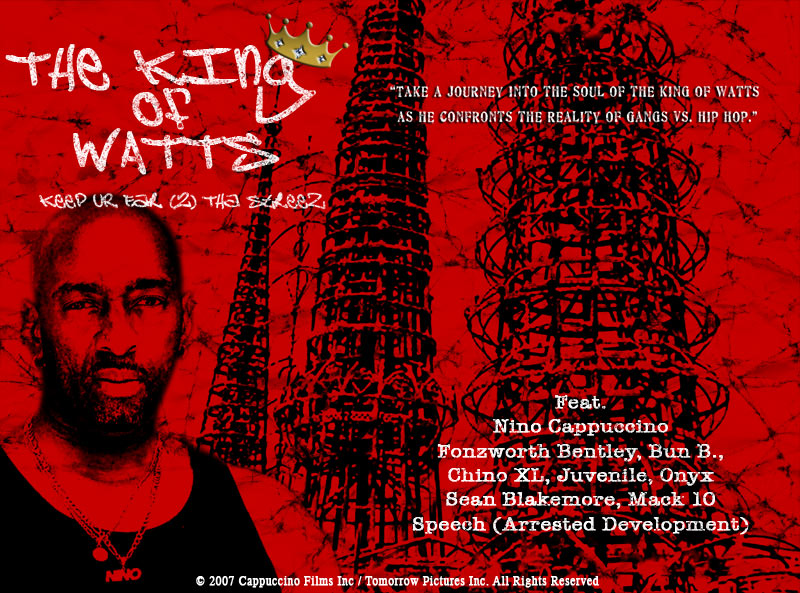 The King
of
Watts
Keep ur ear (2) tha streez
"Take a journey into the soul of the King of Watts
as he confronts the reality of gangs vs. hip hop."
Feat.
Nino Cappuccino
Fonzworth Bentley, Bun B.,
Chino XL, Juvenile, Onyx
Sean Blakemore, Mack 10
Speech (Arrested Development)
NINO
© 2007 Cappuccino Films Inc / Tomorrow Pictures Inc. All Rights Reserved